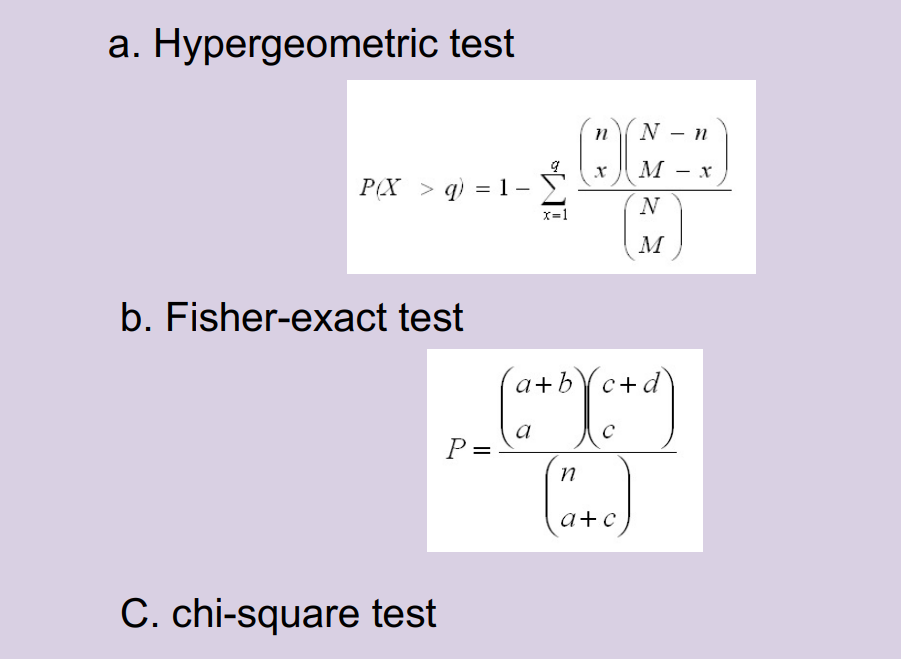 a. Hypergeometric test
P(X > q) = 1 − \sum_{x=1}^{q} \frac{\binom{n}{x}\binom{N − n}{M − x}}{\binom{N}{M}}
b. Fisher-exact test
P = \frac{\binom{a+b}{a}\binom{c+d}{c}}{\binom{n}{a+c}}
C. chi-square test